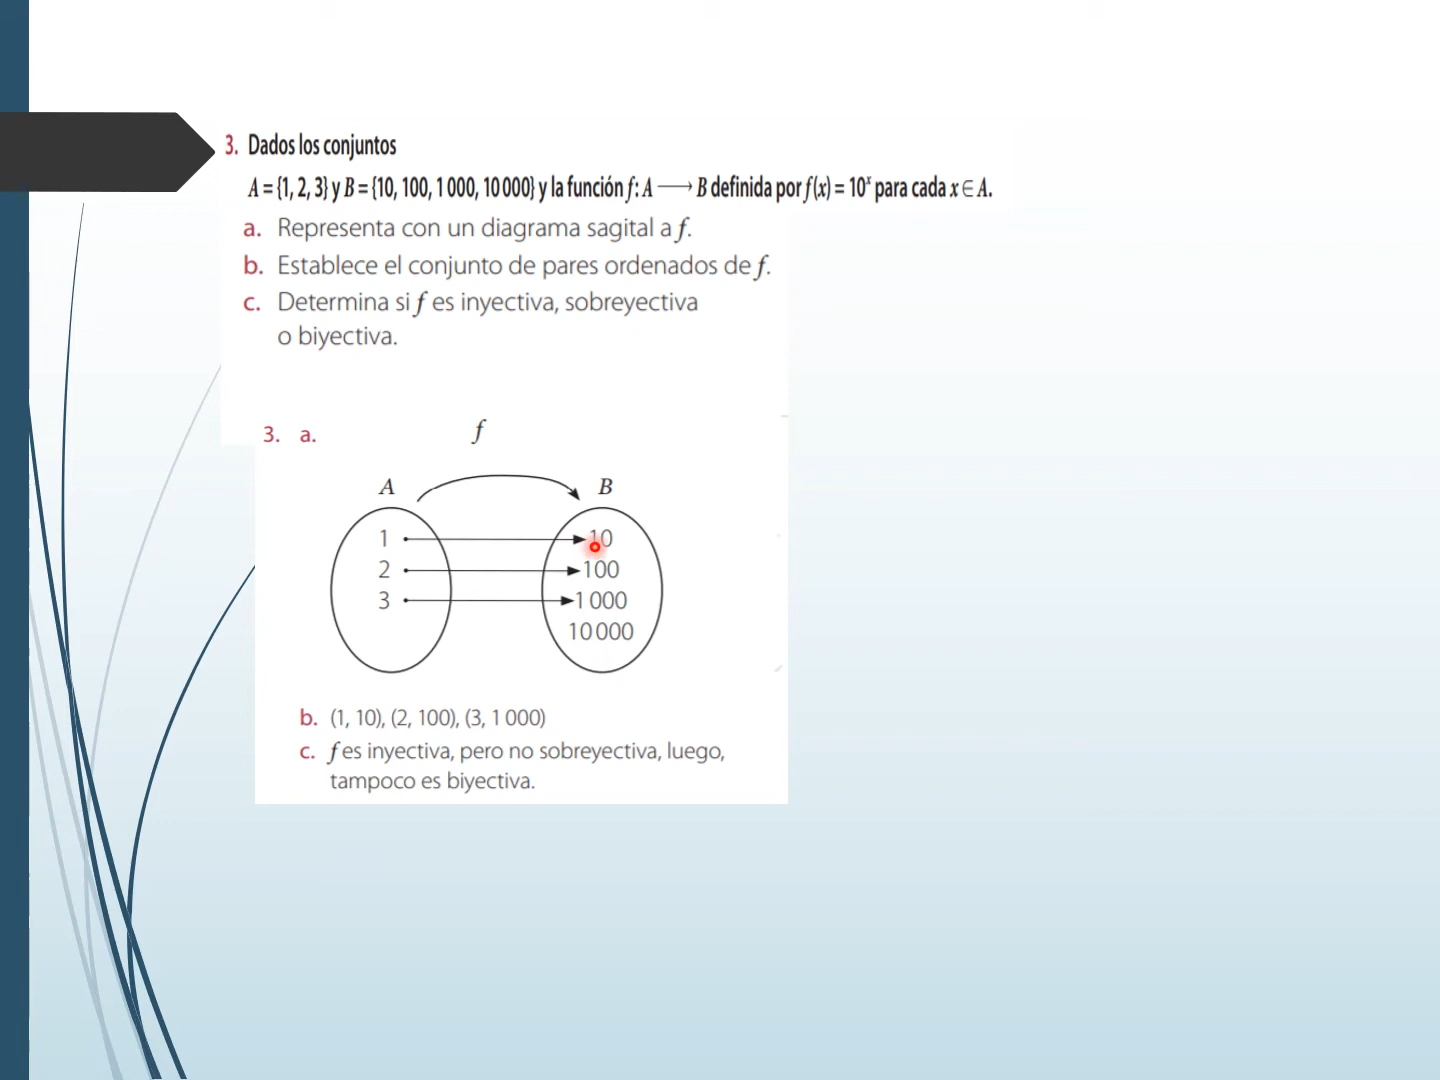 3. Dados los conjuntos
A = {1, 2, 3} y B = {10, 100, 1 000, 10 000} y la función f: A ⟶ B definida por f(x) = 10ˣ para cada x ∈ A.
a. Representa con un diagrama sagital a f.
b. Establece el conjunto de pares ordenados de f.
c. Determina si f es inyectiva, sobreyectiva
o biyectiva.
3. a. f
A B
1 10
2 100
3 1 000
10 000
b. (1, 10), (2, 100), (3, 1 000)
c. f es inyectiva, pero no sobreyectiva, luego,
tampoco es biyectiva.